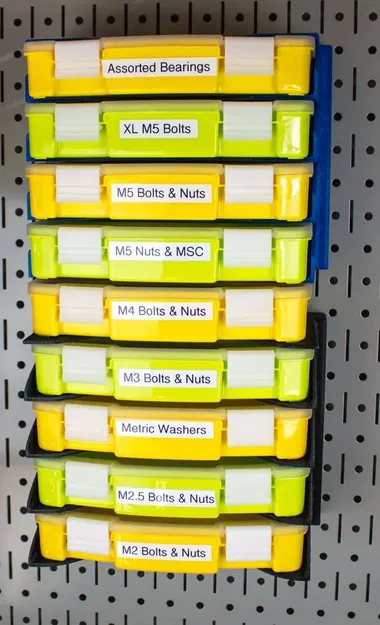 Assorted Bearings
XL M5 Bolts
M5 Bolts & Nuts
M5 Nuts & MSC
M4 Bolts & Nuts
M3 Bolts & Nuts
Metric Washers
M2.5 Bolts & Nuts
M2 Bolts & Nuts